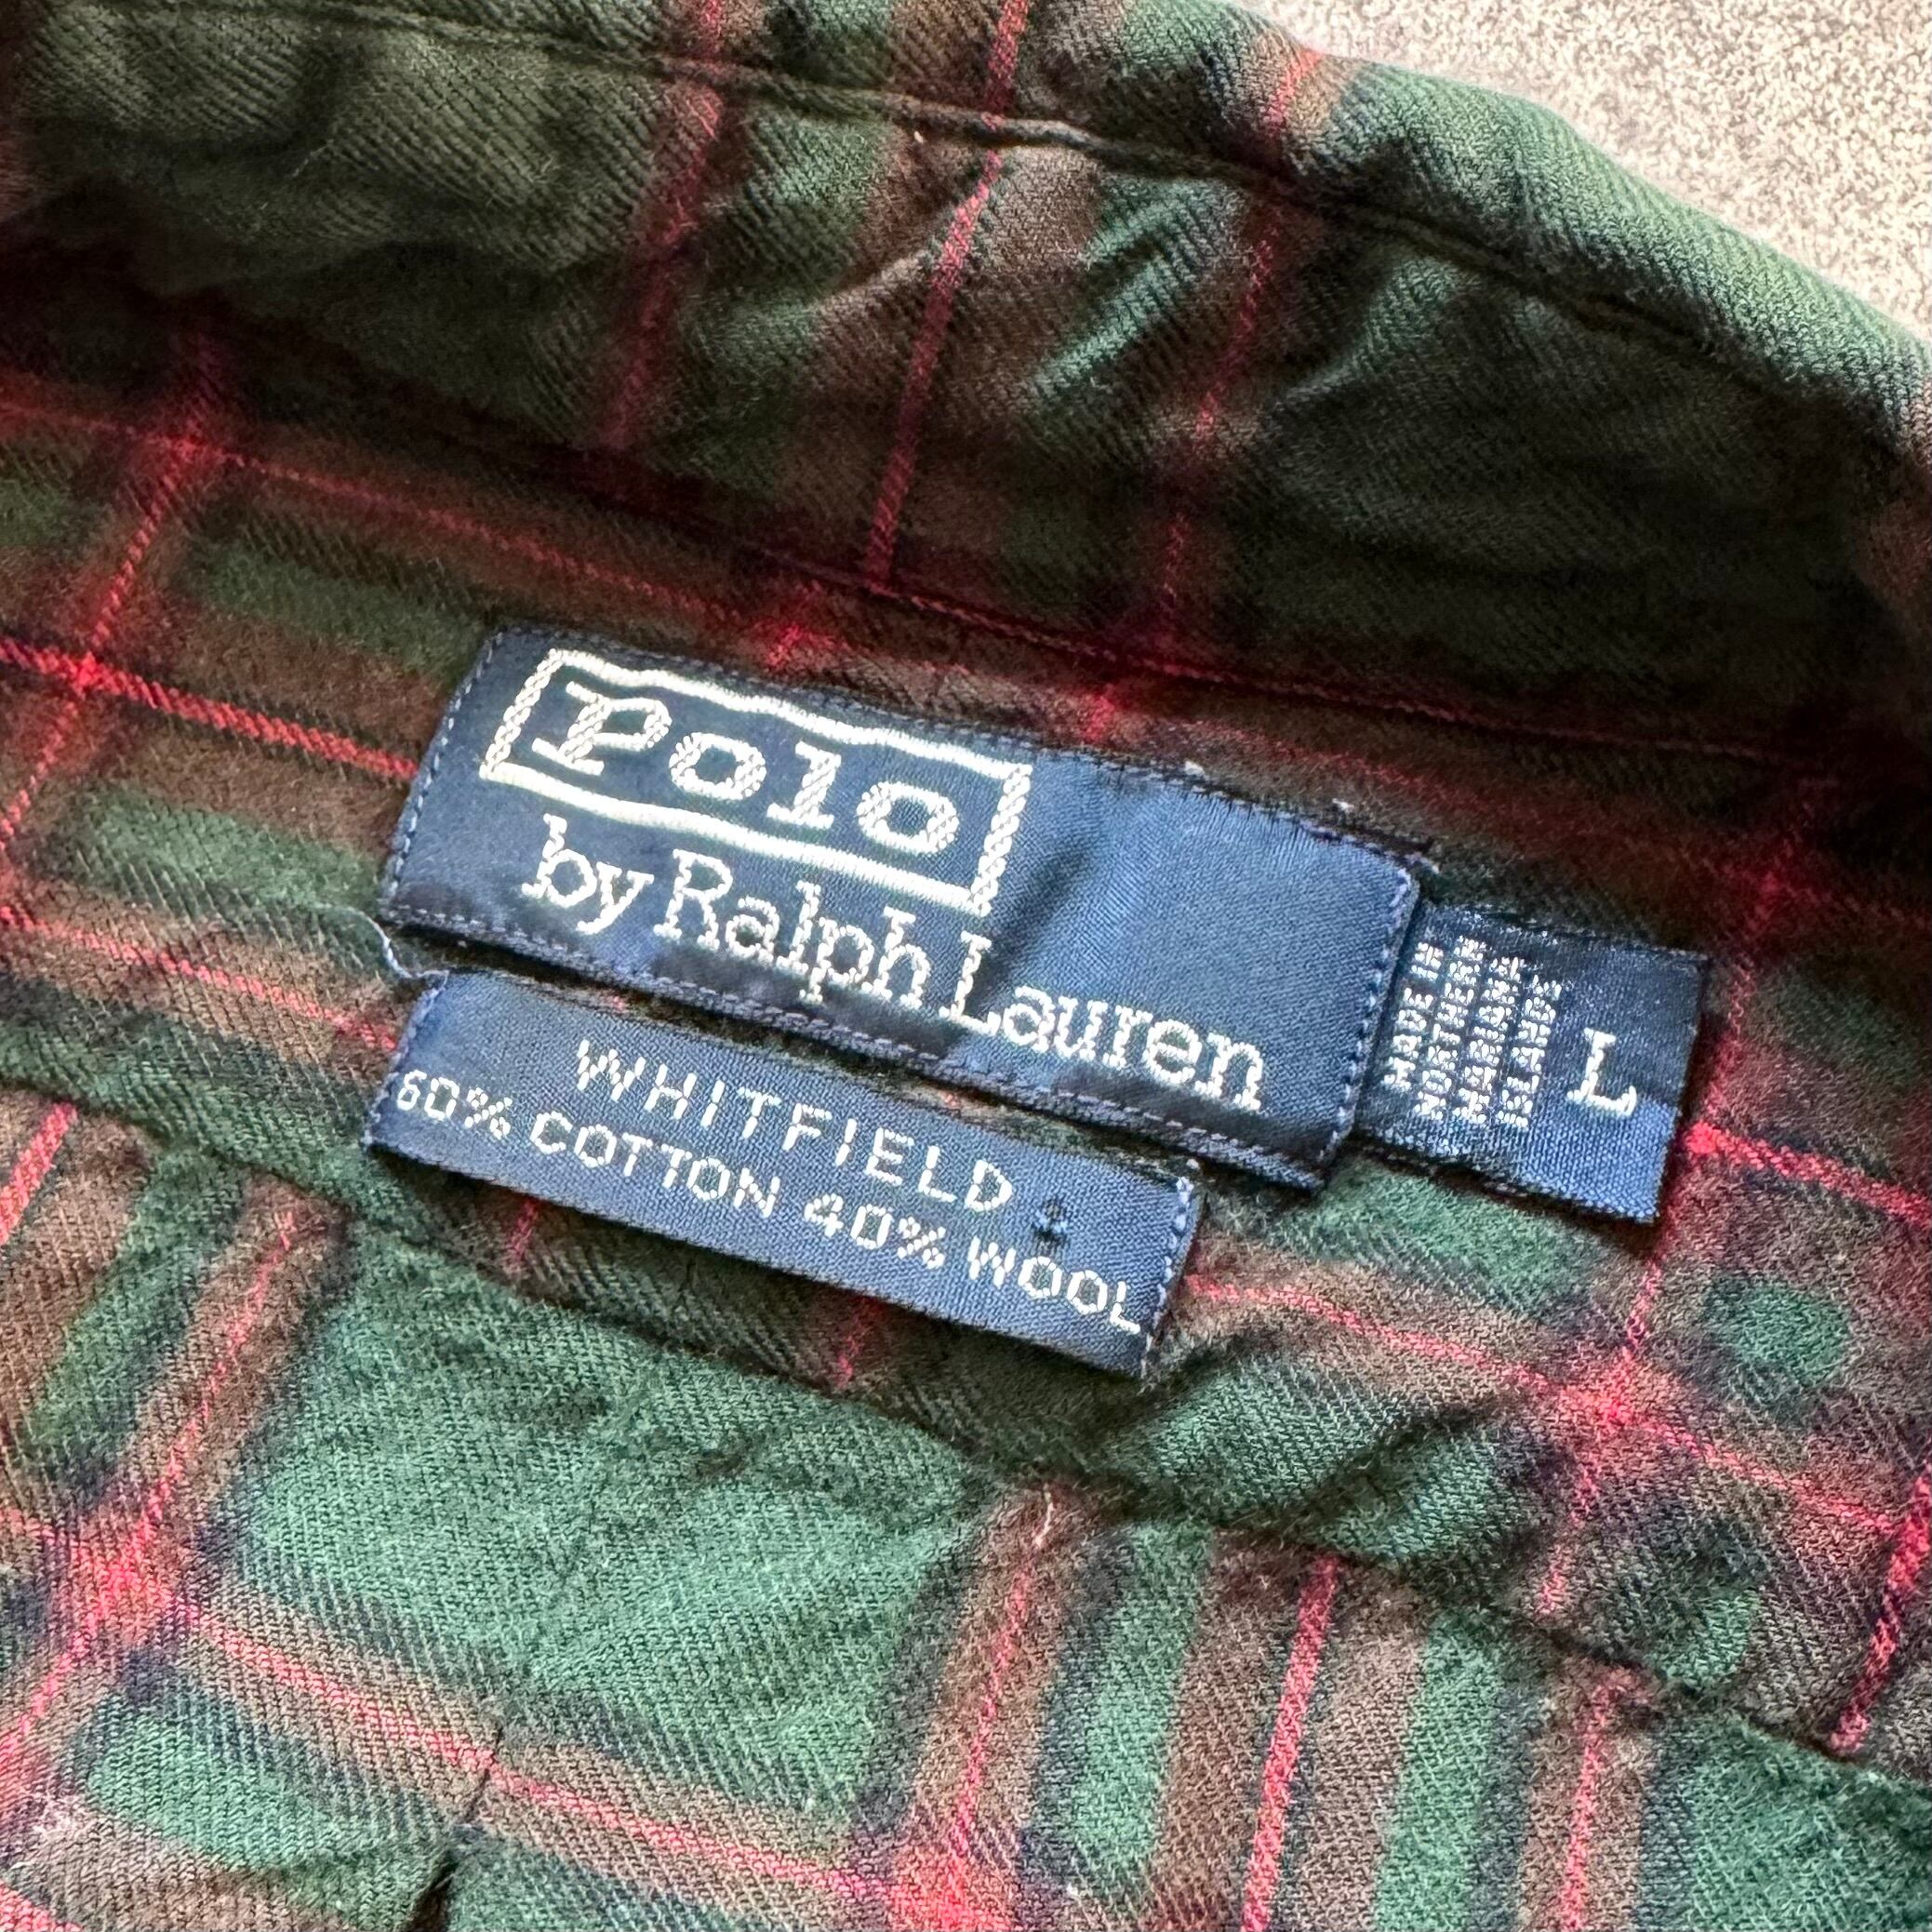 Polo
by Ralph Lauren
MADE IN
NORTHERN
MARIANA
ISLANDS
L
WHITFIELD
60% COTTON 40% WOOL